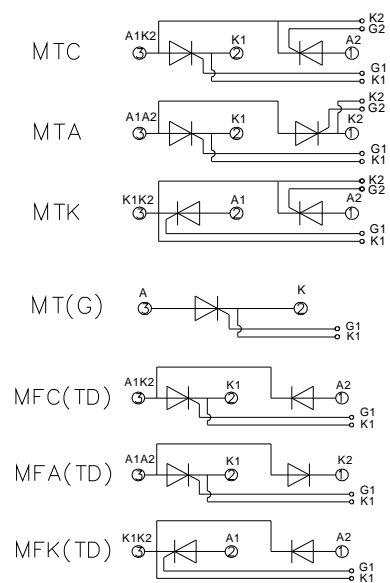 K2
G2
A1K2 K1 A2
MTC 3 2 1
G1
K1
K2
G2
A1A2 K1 K2
MTA 3 2 1
G1
K1
K2
G2
K1K2 A1 A2
MTK 3 2 1
G1
K1
A K
MT(G) 3 2
G1
K1
A1K2 K1 A2
MFC(TD) 3 2 1
G1
K1
A1A2 K1 K2
MFA(TD) 3 2 1
G1
K1
K1K2 A1 A2
MFK(TD) 3 2 1
G1
K1